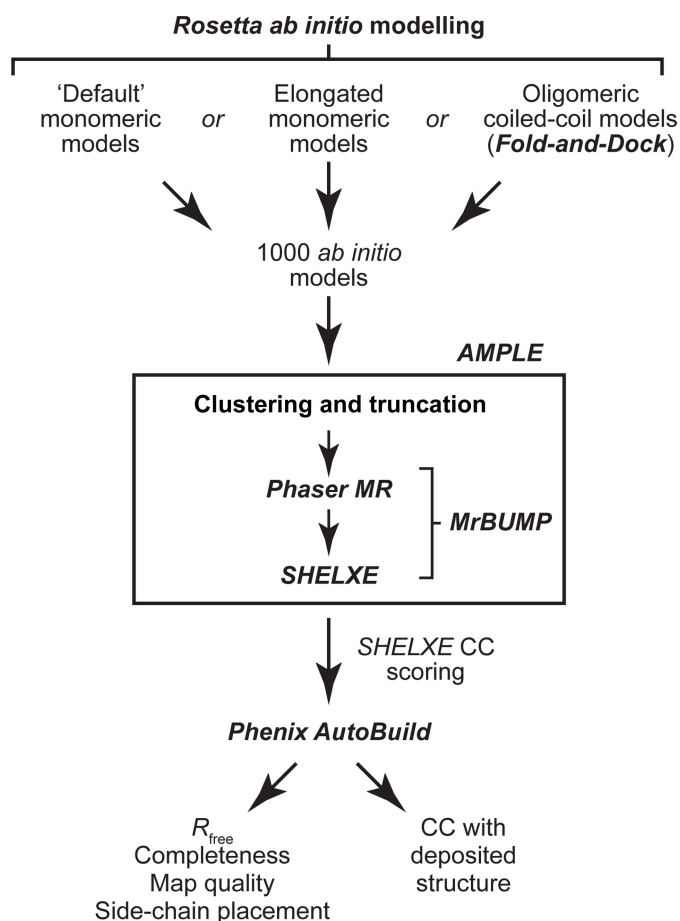 Rosetta ab initio modelling
'Default' monomeric models
or
Elongated monomeric models
or
Oligomeric coiled-coil models (Fold-and-Dock)
1000 ab initio
models
AMPLE
Clustering and truncation
Phaser MR
MrBUMP
SHELXE
SHELXE CC
scoring
Phenix AutoBuild
Rfree
Completeness
Map quality
Side-chain placement
CC with
deposited
structure